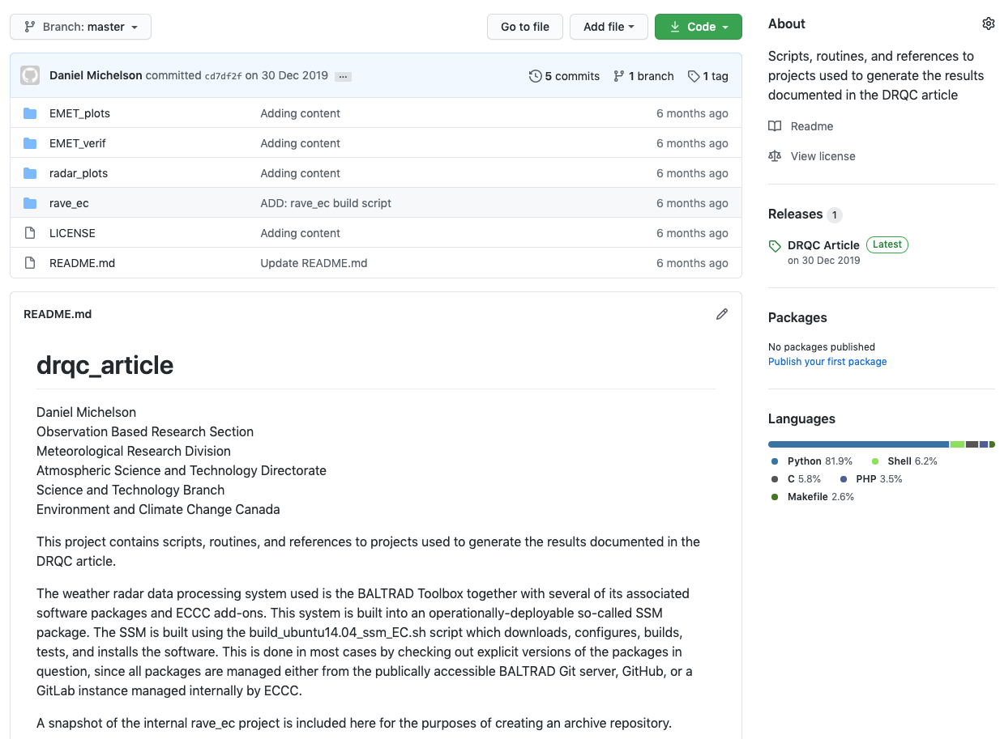 Branch: master
Go to file
Add file
Code
Daniel Michelson committed cd7df2f on 30 Dec 2019 ...
5 commits
1 branch
1 tag
EMET_plots Adding content 6 months ago
EMET_verif Adding content 6 months ago
radar_plots Adding content 6 months ago
rave_ec ADD: rave_ec build script 6 months ago
LICENSE Adding content 6 months ago
README.md Update README.md 6 months ago
README.md
drqc_article
Daniel Michelson
Observation Based Research Section
Meteorological Research Division
Atmospheric Science and Technology Directorate
Science and Technology Branch
Environment and Climate Change Canada
This project contains scripts, routines, and references to projects used to generate the results documented in the
DRQC article.
The weather radar data processing system used is the BALTRAD Toolbox together with several of its associated
software packages and ECCC add-ons. This system is built into an operationally-deployable so-called SSM
package. The SSM is built using the build_ubuntu14.04_ssm_EC.sh script which downloads, configures, builds,
tests, and installs the software. This is done in most cases by checking out explicit versions of the packages in
question, since all packages are managed either from the publically accessible BALTRAD Git server, GitHub, or a
GitLab instance managed internally by ECCC.
A snapshot of the internal rave_ec project is included here for the purposes of creating an archive repository.
About
Scripts, routines, and references to
projects used to generate the results
documented in the DRQC article
Readme
View license
Releases 1
DRQC Article Latest
on 30 Dec 2019
Packages
No packages published
Publish your first package
Languages
Python 81.9% Shell 6.2%
C 5.8% PHP 3.5%
Makefile 2.6%